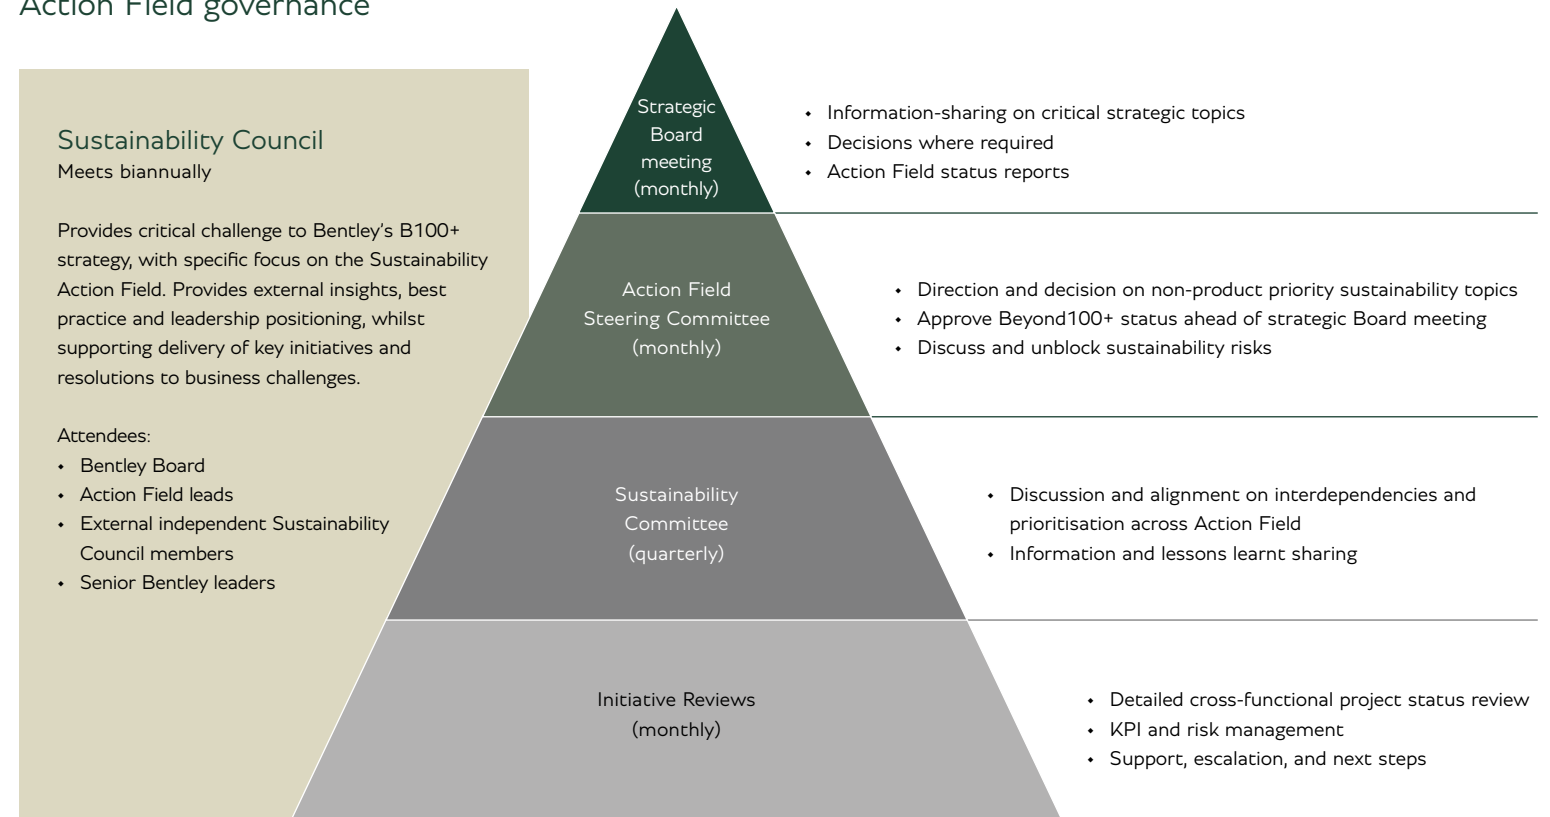 Action Field governance
Sustainability Council
Meets biannually
Provides critical challenge to Bentley's B100+
strategy, with specific focus on the Sustainability
Action Field. Provides external insights, best
practice and leadership positioning, whilst
supporting delivery of key initiatives and
resolutions to business challenges.
Attendees:
• Bentley Board
• Action Field leads
• External independent Sustainability
Council members
• Senior Bentley leaders
Strategic
Board
meeting
(monthly)
• Information-sharing on critical strategic topics
• Decisions where required
• Action Field status reports
Action Field
Steering Committee
(monthly)
• Direction and decision on non-product priority sustainability topics
• Approve Beyond100+ status ahead of strategic Board meeting
• Discuss and unblock sustainability risks
Sustainability
Committee
(quarterly)
• Discussion and alignment on interdependencies and
prioritisation across Action Field
• Information and lessons learnt sharing
Initiative Reviews
(monthly)
• Detailed cross-functional project status review
• KPI and risk management
• Support, escalation, and next steps